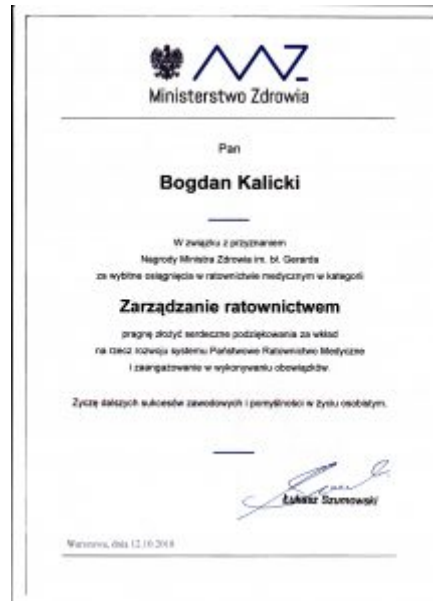 Ministerstwo Zdrowia
Pan
Bogdan Kalicki
W związku z przyznaniem
Nagrody Ministra Zdrowia im. bł. Gerarda
za wybitne osiągnięcia w ratownictwie medycznym w kategorii
Zarządzanie ratownictwem
pragnę złożyć serdeczne podziękowania za wkład
na rzecz rozwoju systemu Państwowe Ratownictwo Medyczne
i zaangażowanie w wykonywaniu obowiązków.
Życzę dalszych sukcesów zawodowych i pomyślności w życiu osobistym.
Łukasz Szumowski
Warszawa, dnia 12.10.2018